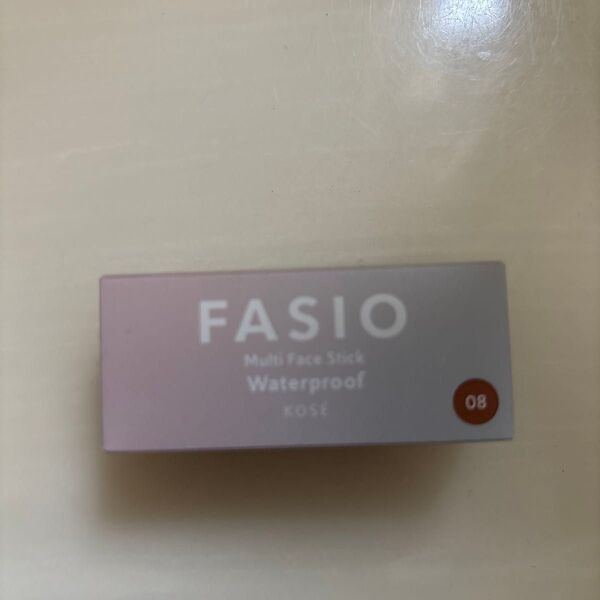 FASIO
Multi Face Stick
Waterproof
KOSÉ
08